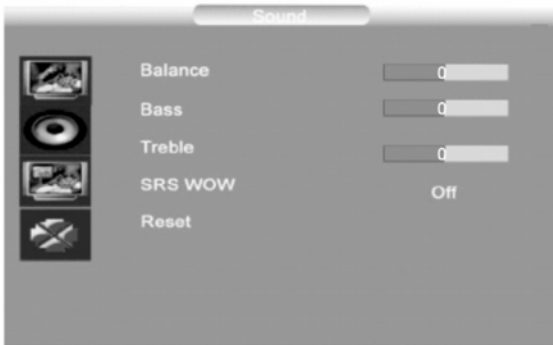 Sound
Balance 0
Bass 0
Treble 0
SRS WOW Off
Reset